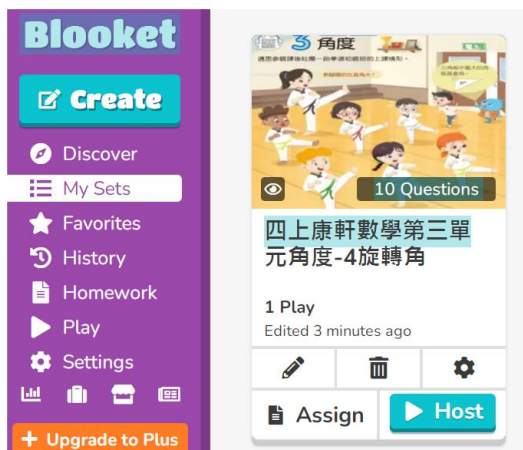 Blooket
Create
Discover
My Sets
Favorites
History
Homework
Play
Settings
Upgrade to Plus
3 角度
10 Questions
四上康軒數學第三單
元角度-4旋轉角
1 Play
Edited 3 minutes ago
Assign
Host